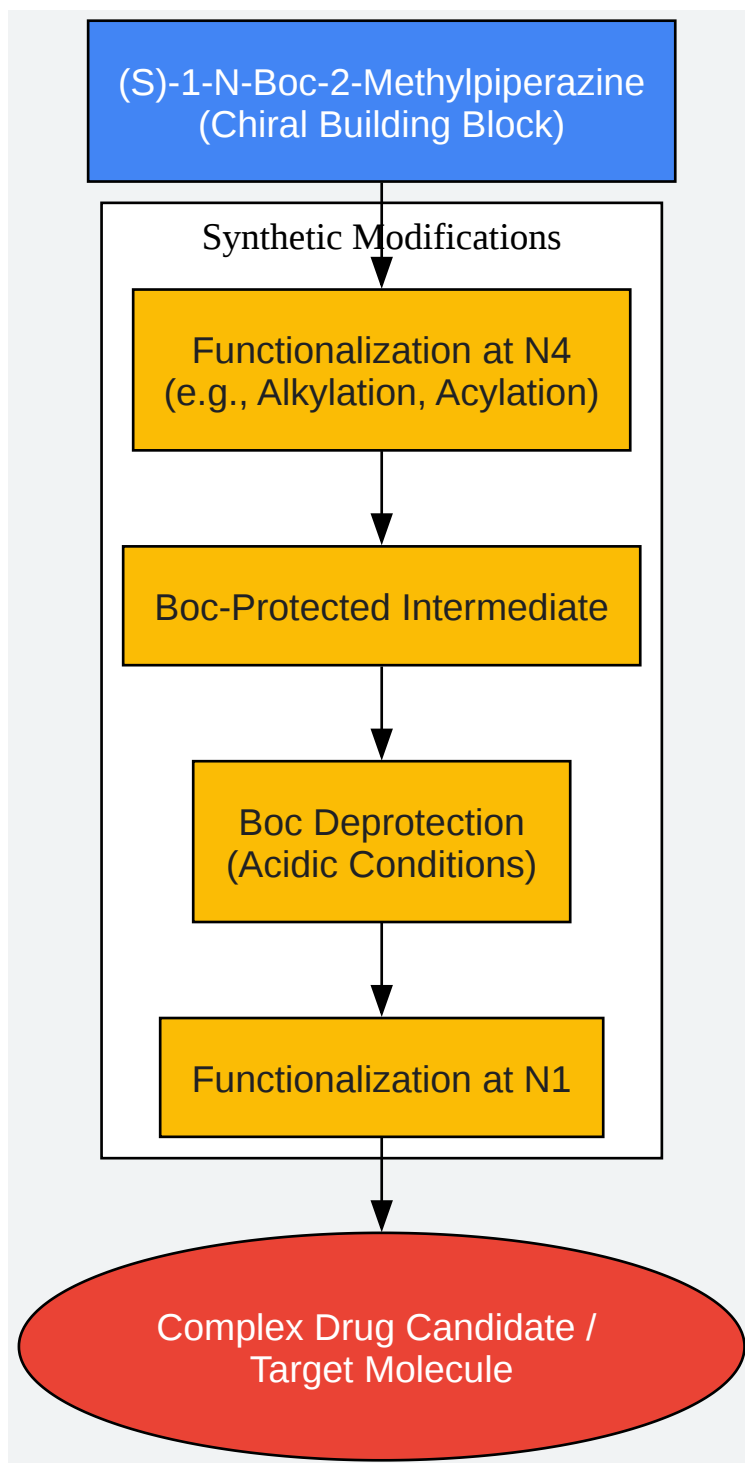 (S)-1-N-Boc-2-Methylpiperazine
(Chiral Building Block)
Synthetic Modifications
Functionalization at N4
(e.g., Alkylation, Acylation)
Boc-Protected Intermediate
Boc Deprotection
(Acidic Conditions)
Functionalization at N1
Complex Drug Candidate /
Target Molecule